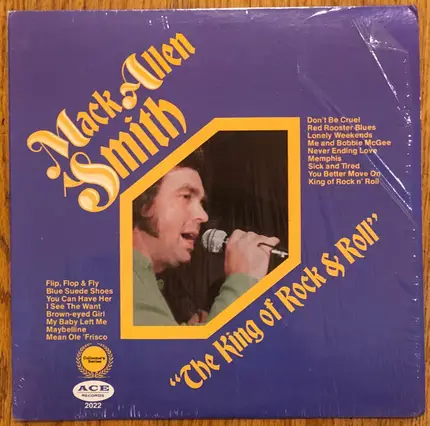 Mack Allen
Smith
Don't Be Cruel
Red Rooster Blues
Lonely Weekends
Me and Bobbie McGee
Never Ending Love
Memphis
Sick and Tired
You Better Move On
King of Rock n' Roll
"The King of Rock & Roll"
Flip, Flop & Fly
Blue Suede Shoes
You Can Have Her
I See The Want
Brown-eyed Girl
My Baby Left Me
Maybelline
Mean Ole 'Frisco
Collector's
Series
ACE
RECORDS
2022